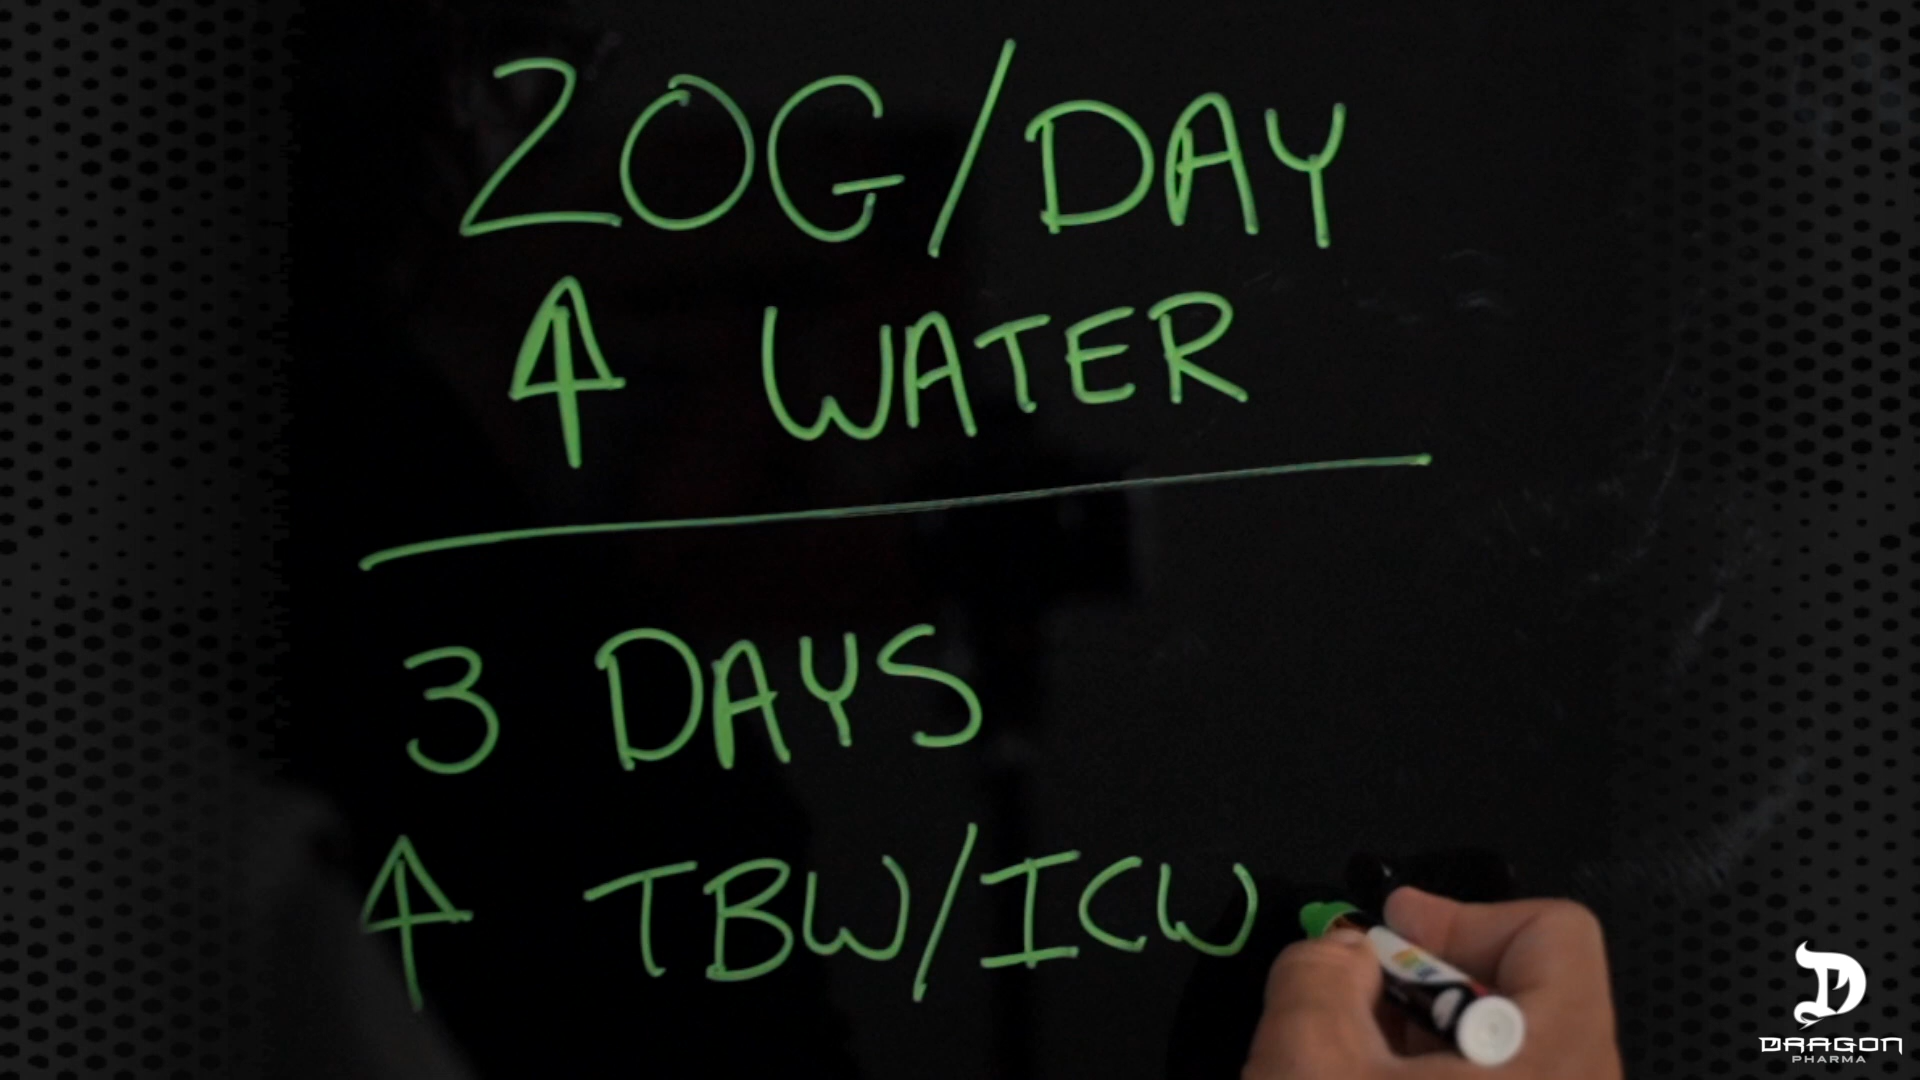 20G/DAY
↑ WATER
3 DAYS
↑ TBW/ICW
DRAGON
PHARMA